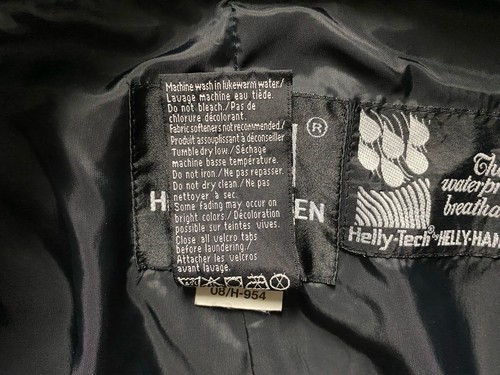 Machine wash in lukewarm water./
Lavage machine eau tiède.
Do not bleach./Pas de
chlorure décolorant.
Fabric softeners not recommended./
Produit assouplissant à déconseiller
Tumble dry low./Séchage
machine basse température.
Do not iron./Ne pas repasser.
Do not dry clean./Ne pas
nettoyer à sec.
Some fading may occur on
bright colors./Décoloration
possible sur teintes vives.
Close all velcro tabs
before laundering./
Attacher les velcros
avant lavage.
08/H-954
®
H EN
waterp
breatha
Helly-Tech® by HELLY-HAN